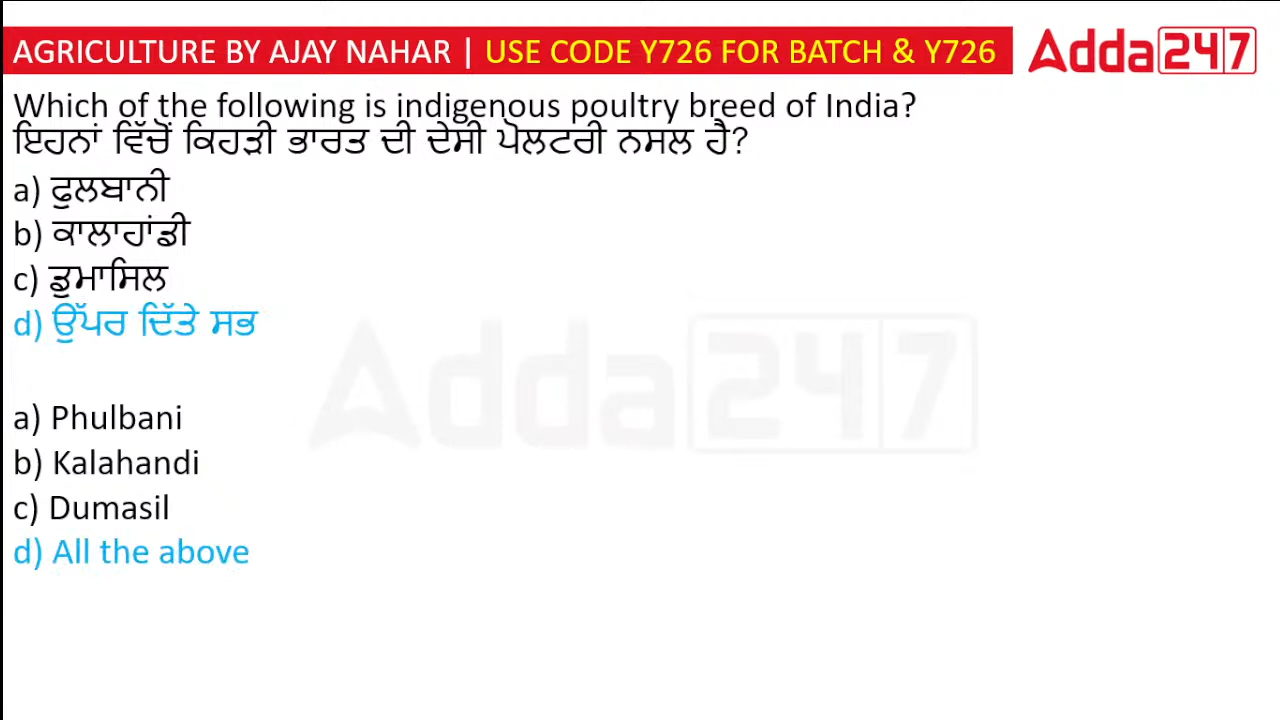 AGRICULTURE BY AJAY NAHAR | USE CODE Y726 FOR BATCH & Y726
Adda247
Which of the following is indigenous poultry breed of India?
ਇਹਨਾਂ ਵਿੱਚੋਂ ਕਿਹੜੀ ਭਾਰਤ ਦੀ ਦੇਸੀ ਪੋਲਟਰੀ ਨਸਲ ਹੈ?
a) ਫੁਲਬਾਨੀ
b) ਕਾਲਾਹਾਂਡੀ
c) ਡੁਮਾਸਿਲ
d) ਉੱਪਰ ਦਿੱਤੇ ਸਭ
Adda247
a) Phulbani
b) Kalahandi
c) Dumasil
d) All the above